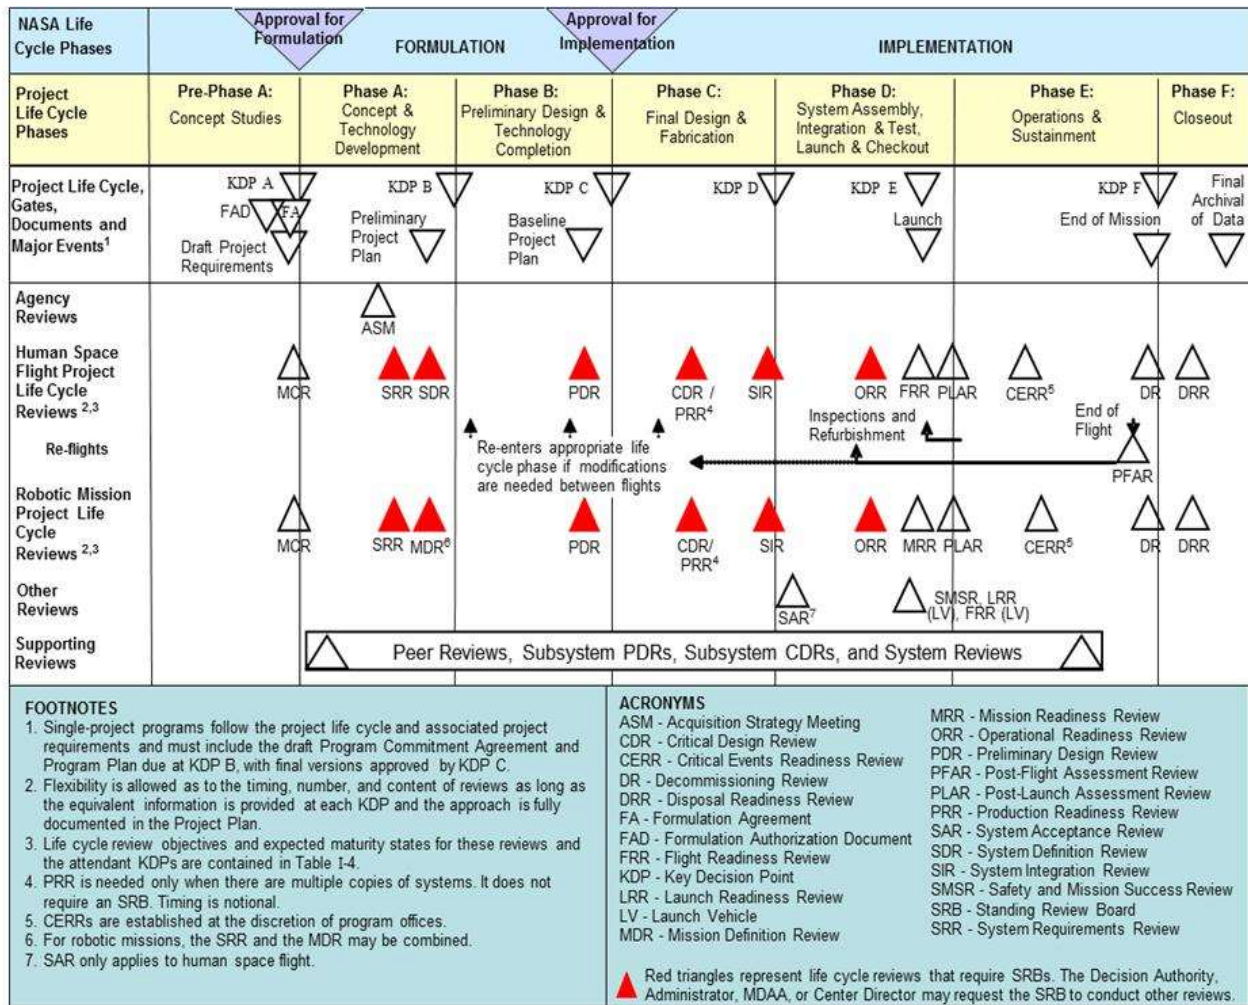 NASA Life
Cycle Phases
Approval for
Formulation
FORMULATION
Approval for
Implementation
IMPLEMENTATION
Project
Life Cycle
Phases
Pre-Phase A:
Concept Studies
Phase A:
Concept &
Technology
Development
Phase B:
Preliminary Design &
Technology
Completion
Phase C:
Final Design &
Fabrication
Phase D:
System Assembly,
Integration & Test,
Launch & Checkout
Phase E:
Operations &
Sustainment
Phase F:
Closeout
Project Life Cycle,
Gates,
Documents and
Major Events1
KDP A
FAD
FA
Draft Project
Requirements
KDP B
Preliminary
Project
Plan
KDP C
Baseline
Project
Plan
KDP D
KDP E
Launch
KDP F
End of Mission
Final
Archival
of Data
Agency
Reviews
ASM
Human Space
Flight Project
Life Cycle
Reviews 2,3
MCR
SRR
SDR
PDR
CDR /
PRR4
SIR
ORR
FRR
PLAR
CERR5
DR
DRR
Re-flights
Re-enters appropriate life
cycle phase if modifications
are needed between flights
Inspections and
Refurbishment
End of
Flight
PFAR
Robotic Mission
Project Life
Cycle
Reviews 2,3
MCR
SRR
MDR6
PDR
CDR/
PRR4
SIR
ORR
MRR
PLAR
CERR5
DR
DRR
Other
Reviews
SAR7
SMSR, LRR
(LV), FRR (LV)
Supporting
Reviews
Peer Reviews, Subsystem PDRs, Subsystem CDRs, and System Reviews
FOOTNOTES
1. Single-project programs follow the project life cycle and associated project
requirements and must include the draft Program Commitment Agreement and
Program Plan due at KDP B, with final versions approved by KDP C.
2. Flexibility is allowed as to the timing, number, and content of reviews as long as
the equivalent information is provided at each KDP and the approach is fully
documented in the Project Plan.
3. Life cycle review objectives and expected maturity states for these reviews and
the attendant KDPs are contained in Table I-4.
4. PRR is needed only when there are multiple copies of systems. It does not
require an SRB. Timing is notional.
5. CERRs are established at the discretion of program offices.
6. For robotic missions, the SRR and the MDR may be combined.
7. SAR only applies to human space flight.
ACRONYMS
ASM - Acquisition Strategy Meeting
CDR - Critical Design Review
CERR - Critical Events Readiness Review
DR - Decommissioning Review
DRR - Disposal Readiness Review
FA - Formulation Agreement
FAD - Formulation Authorization Document
FRR - Flight Readiness Review
KDP - Key Decision Point
LRR - Launch Readiness Review
LV - Launch Vehicle
MDR - Mission Definition Review
MRR - Mission Readiness Review
ORR - Operational Readiness Review
PDR - Preliminary Design Review
PFAR - Post-Flight Assessment Review
PLAR - Post-Launch Assessment Review
PRR - Production Readiness Review
SAR - System Acceptance Review
SDR - System Definition Review
SIR - System Integration Review
SMSR - Safety and Mission Success Review
SRB - Standing Review Board
SRR - System Requirements Review
Red triangles represent life cycle reviews that require SRBs. The Decision Authority,
Administrator, MDAA, or Center Director may request the SRB to conduct other reviews.